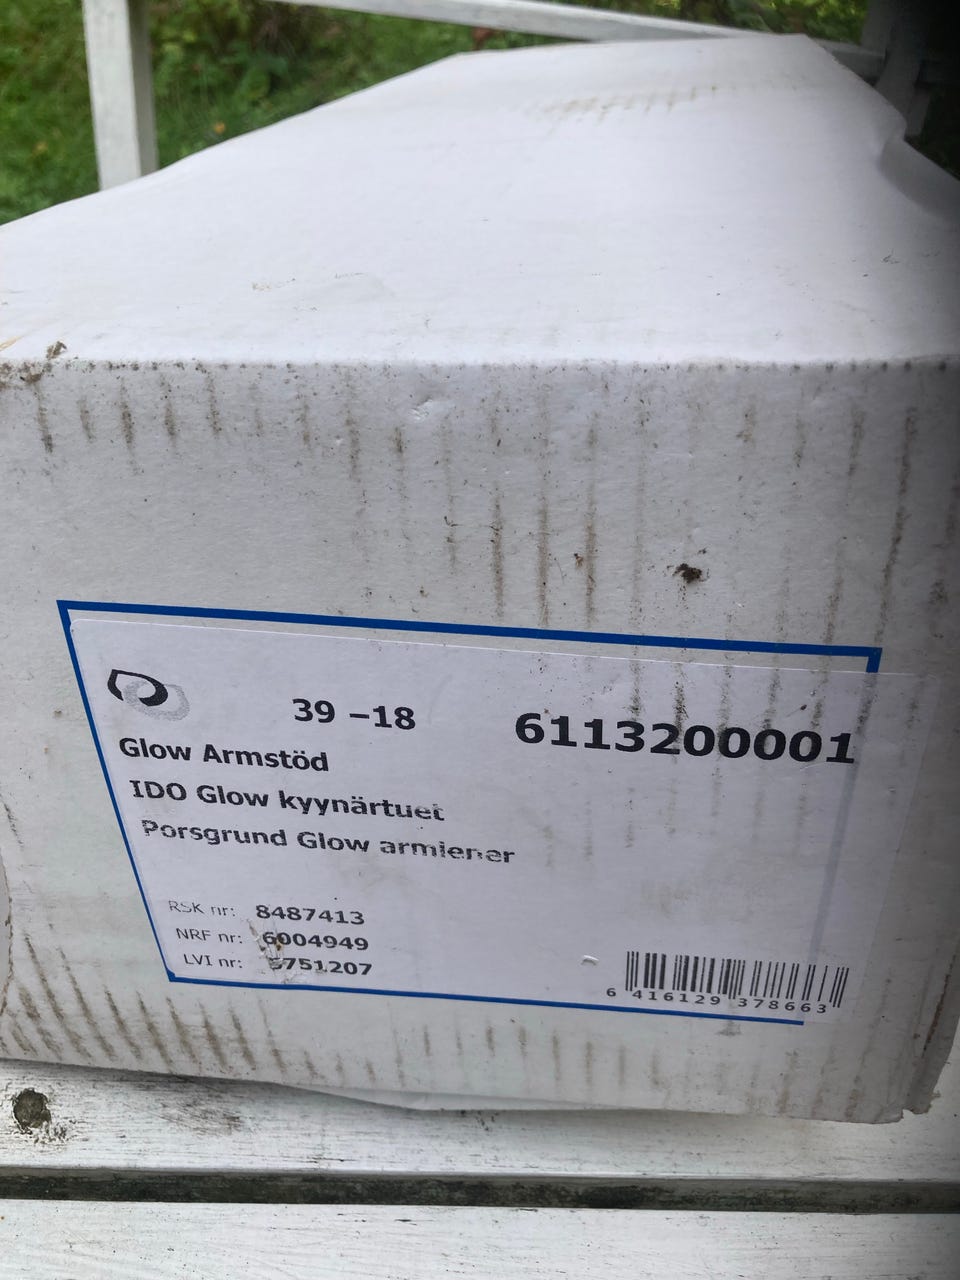 39 –18
6113200001
Glow Armstöd
IDO Glow kyynärtuet
Porsgrund Glow armlener
RSK nr: 8487413
NRF nr: 6004949
LVI nr: 5751207
6 416129 378663